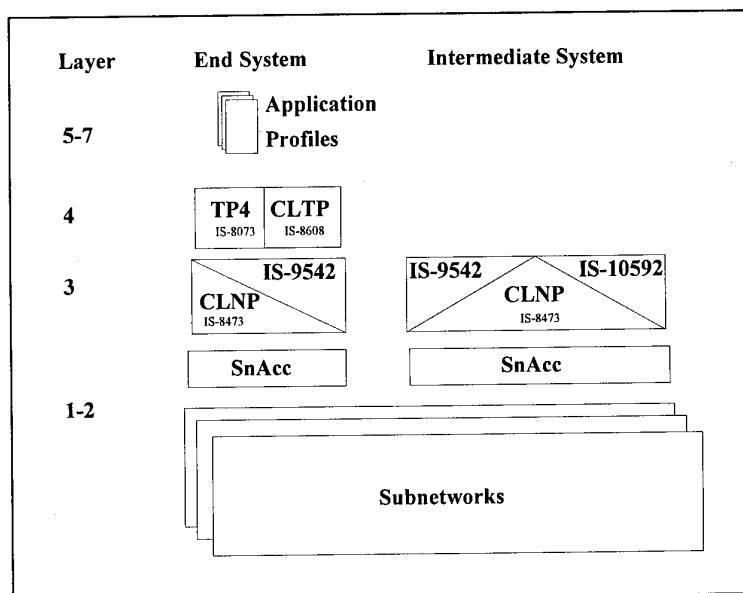 Layer End System Intermediate System
Application
5-7 Profiles
4 TP4 CLTP
IS-8073 IS-8608
IS-9542 IS-9542 IS-10592
3 CLNP CLNP
IS-8473 IS-8473
SnAcc SnAcc
1-2
Subnetworks